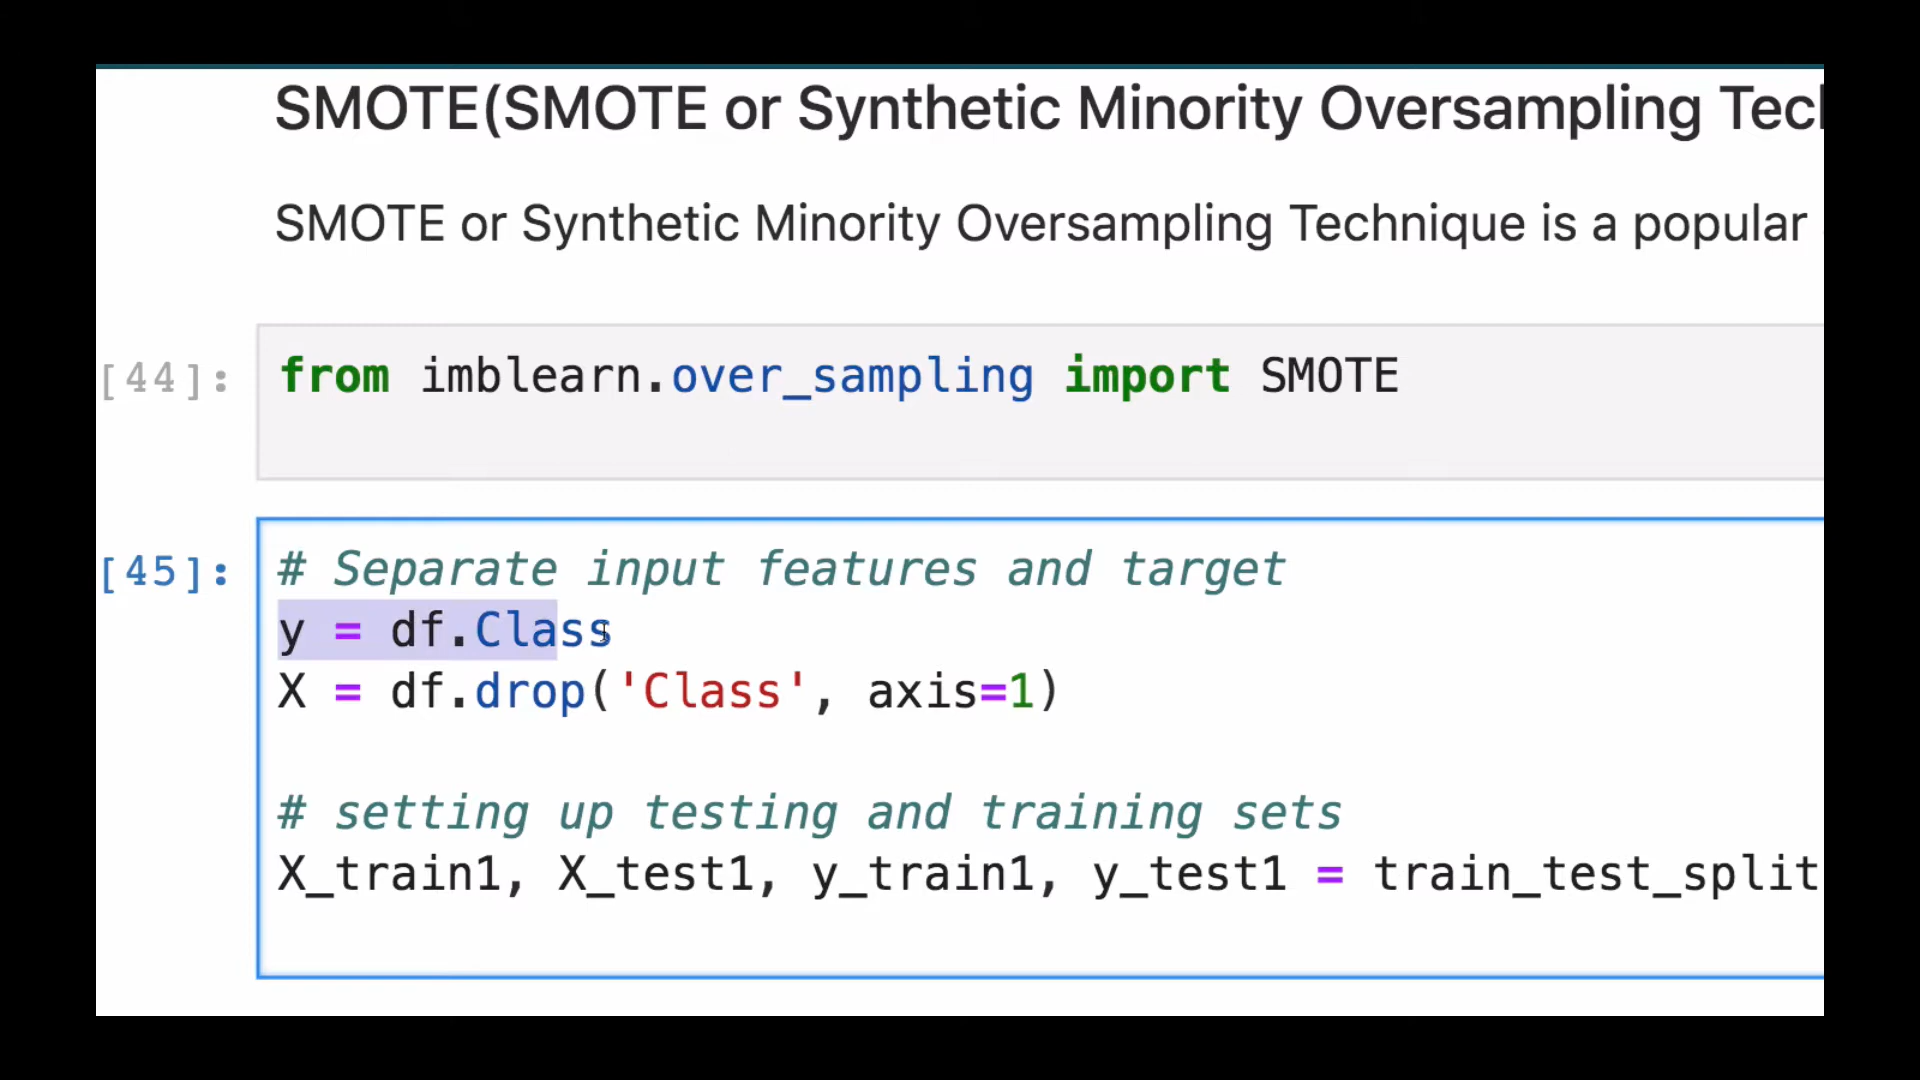 SMOTE(SMOTE or Synthetic Minority Oversampling Tech
SMOTE or Synthetic Minority Oversampling Technique is a popular
[44]: from imblearn.over_sampling import SMOTE
[45]: # Separate input features and target
y = df.Class
X = df.drop('Class', axis=1)
# setting up testing and training sets
X_train1, X_test1, y_train1, y_test1 = train_test_split